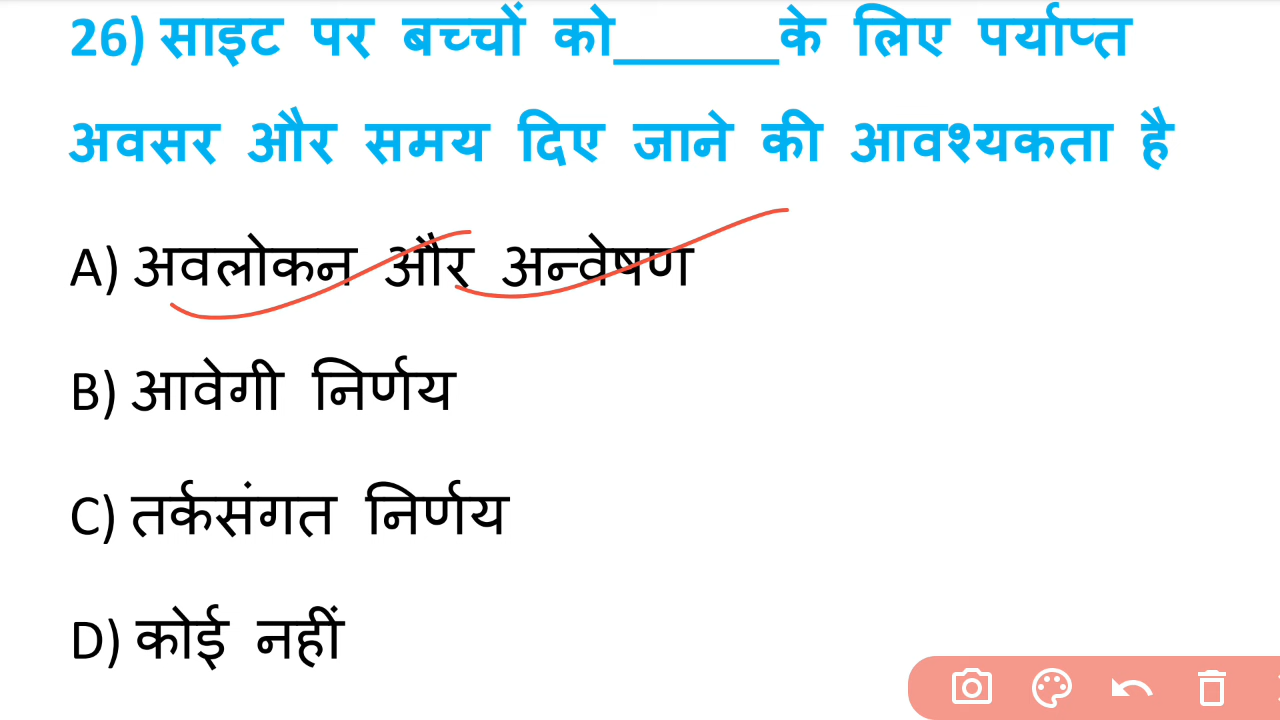 26) साइट पर बच्चों को______के लिए पर्याप्त
अवसर और समय दिए जाने की आवश्यकता है
A) अवलोकन और अन्वेषण
B) आवेगी निर्णय
C) तर्कसंगत निर्णय
D) कोई नहीं